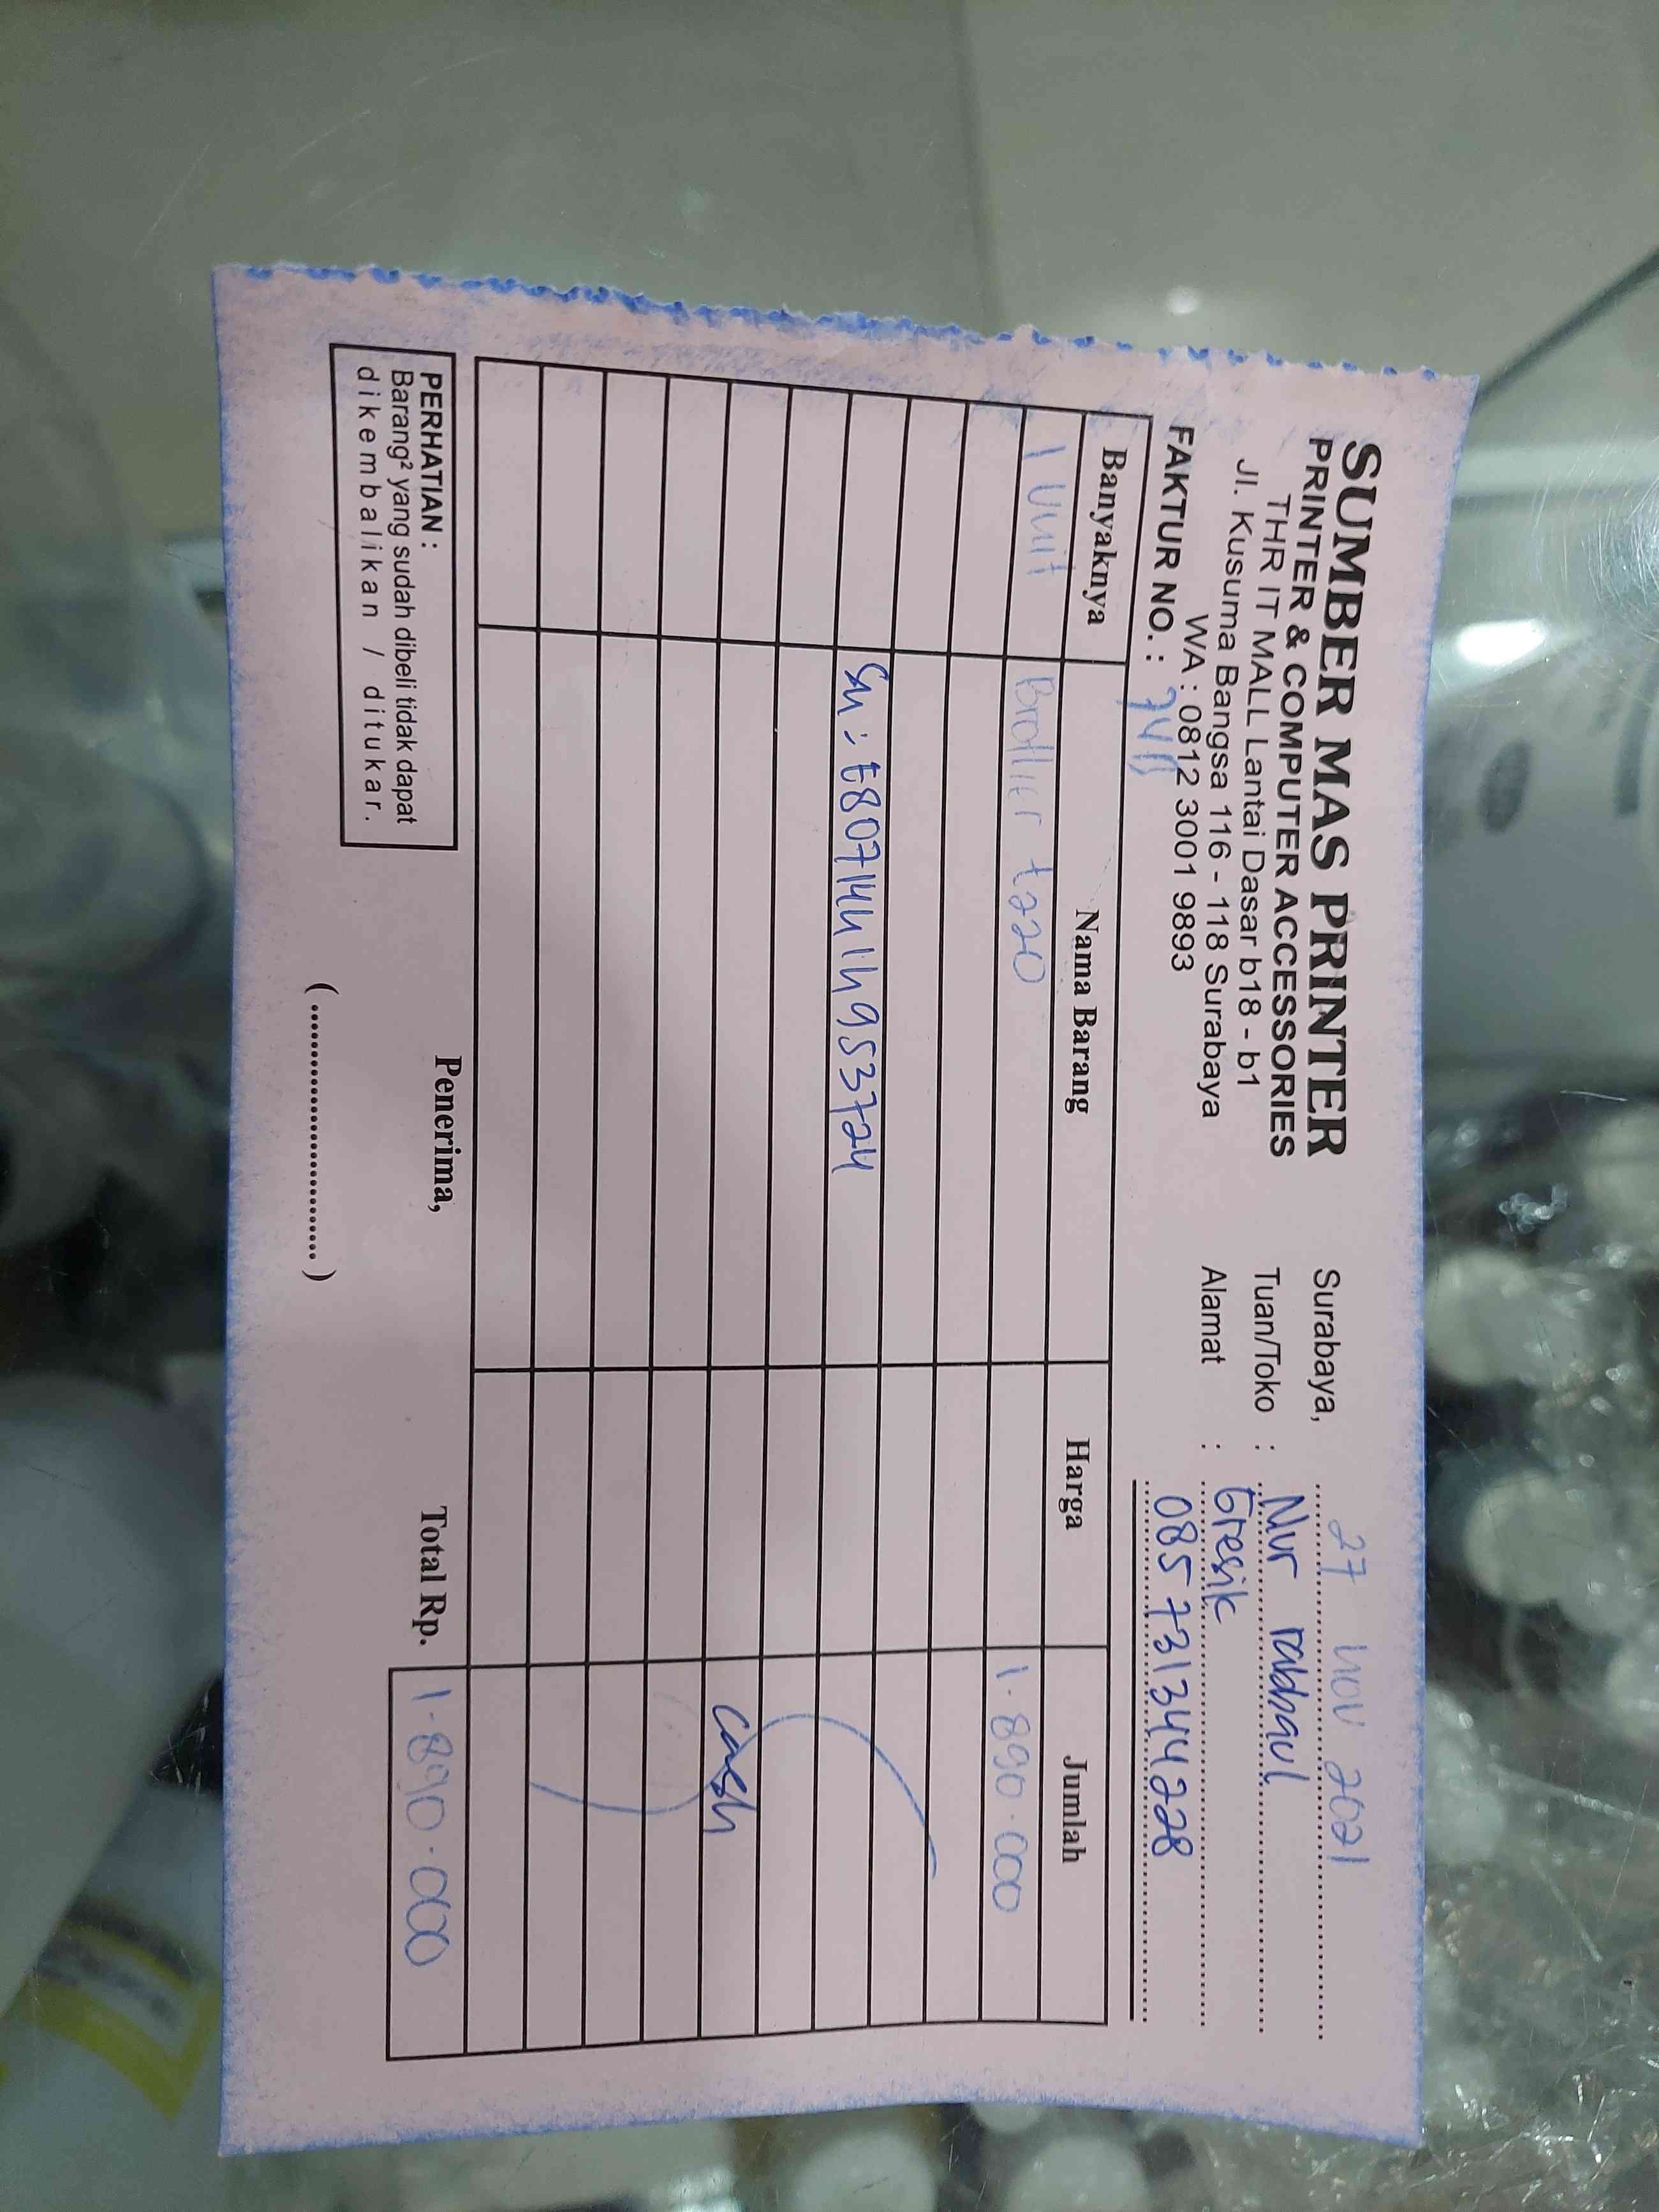 SUMBER MAS PRINTER
PRINTER & COMPUTER ACCESSORIES
THR IT MALL Lantai Dasar b18 - b1
Jl. Kusuma Bangsa 116 - 118 Surabaya
WA : 0812 3001 9893
FAKTUR NO. :
Surabaya, 27 NOV 2021
Tuan/Toko : Nur
Alamat : Gresik
085731344228
Banyaknya Nama Barang Harga Jumlah
1 Unit Brother t220 1.890.000
Sn : E80714414953724
cash
Total Rp. 1.890.000
PERHATIAN :
Barang² yang sudah dibeli tidak dapat
dikembalikan / ditukar.
Penerima,
(..............................)